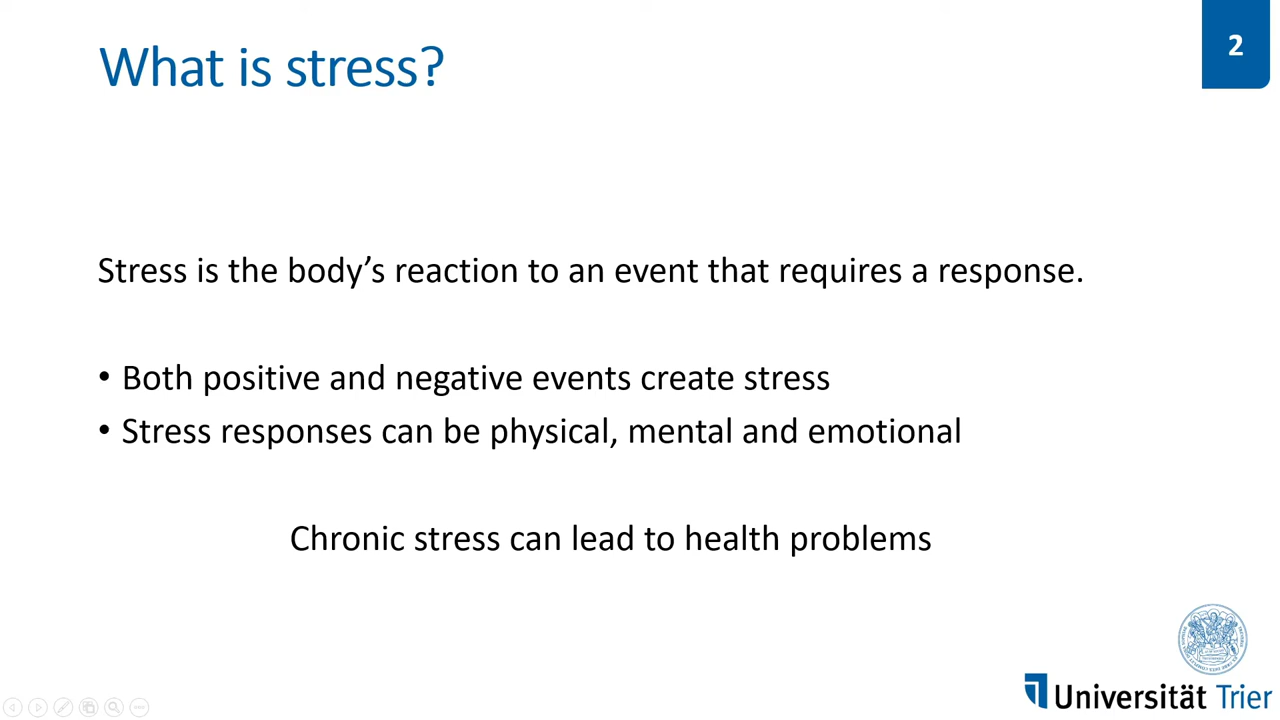 What is stress?
2
Stress is the body’s reaction to an event that requires a response.
• Both positive and negative events create stress
• Stress responses can be physical, mental and emotional
Chronic stress can lead to health problems
Universität Trier